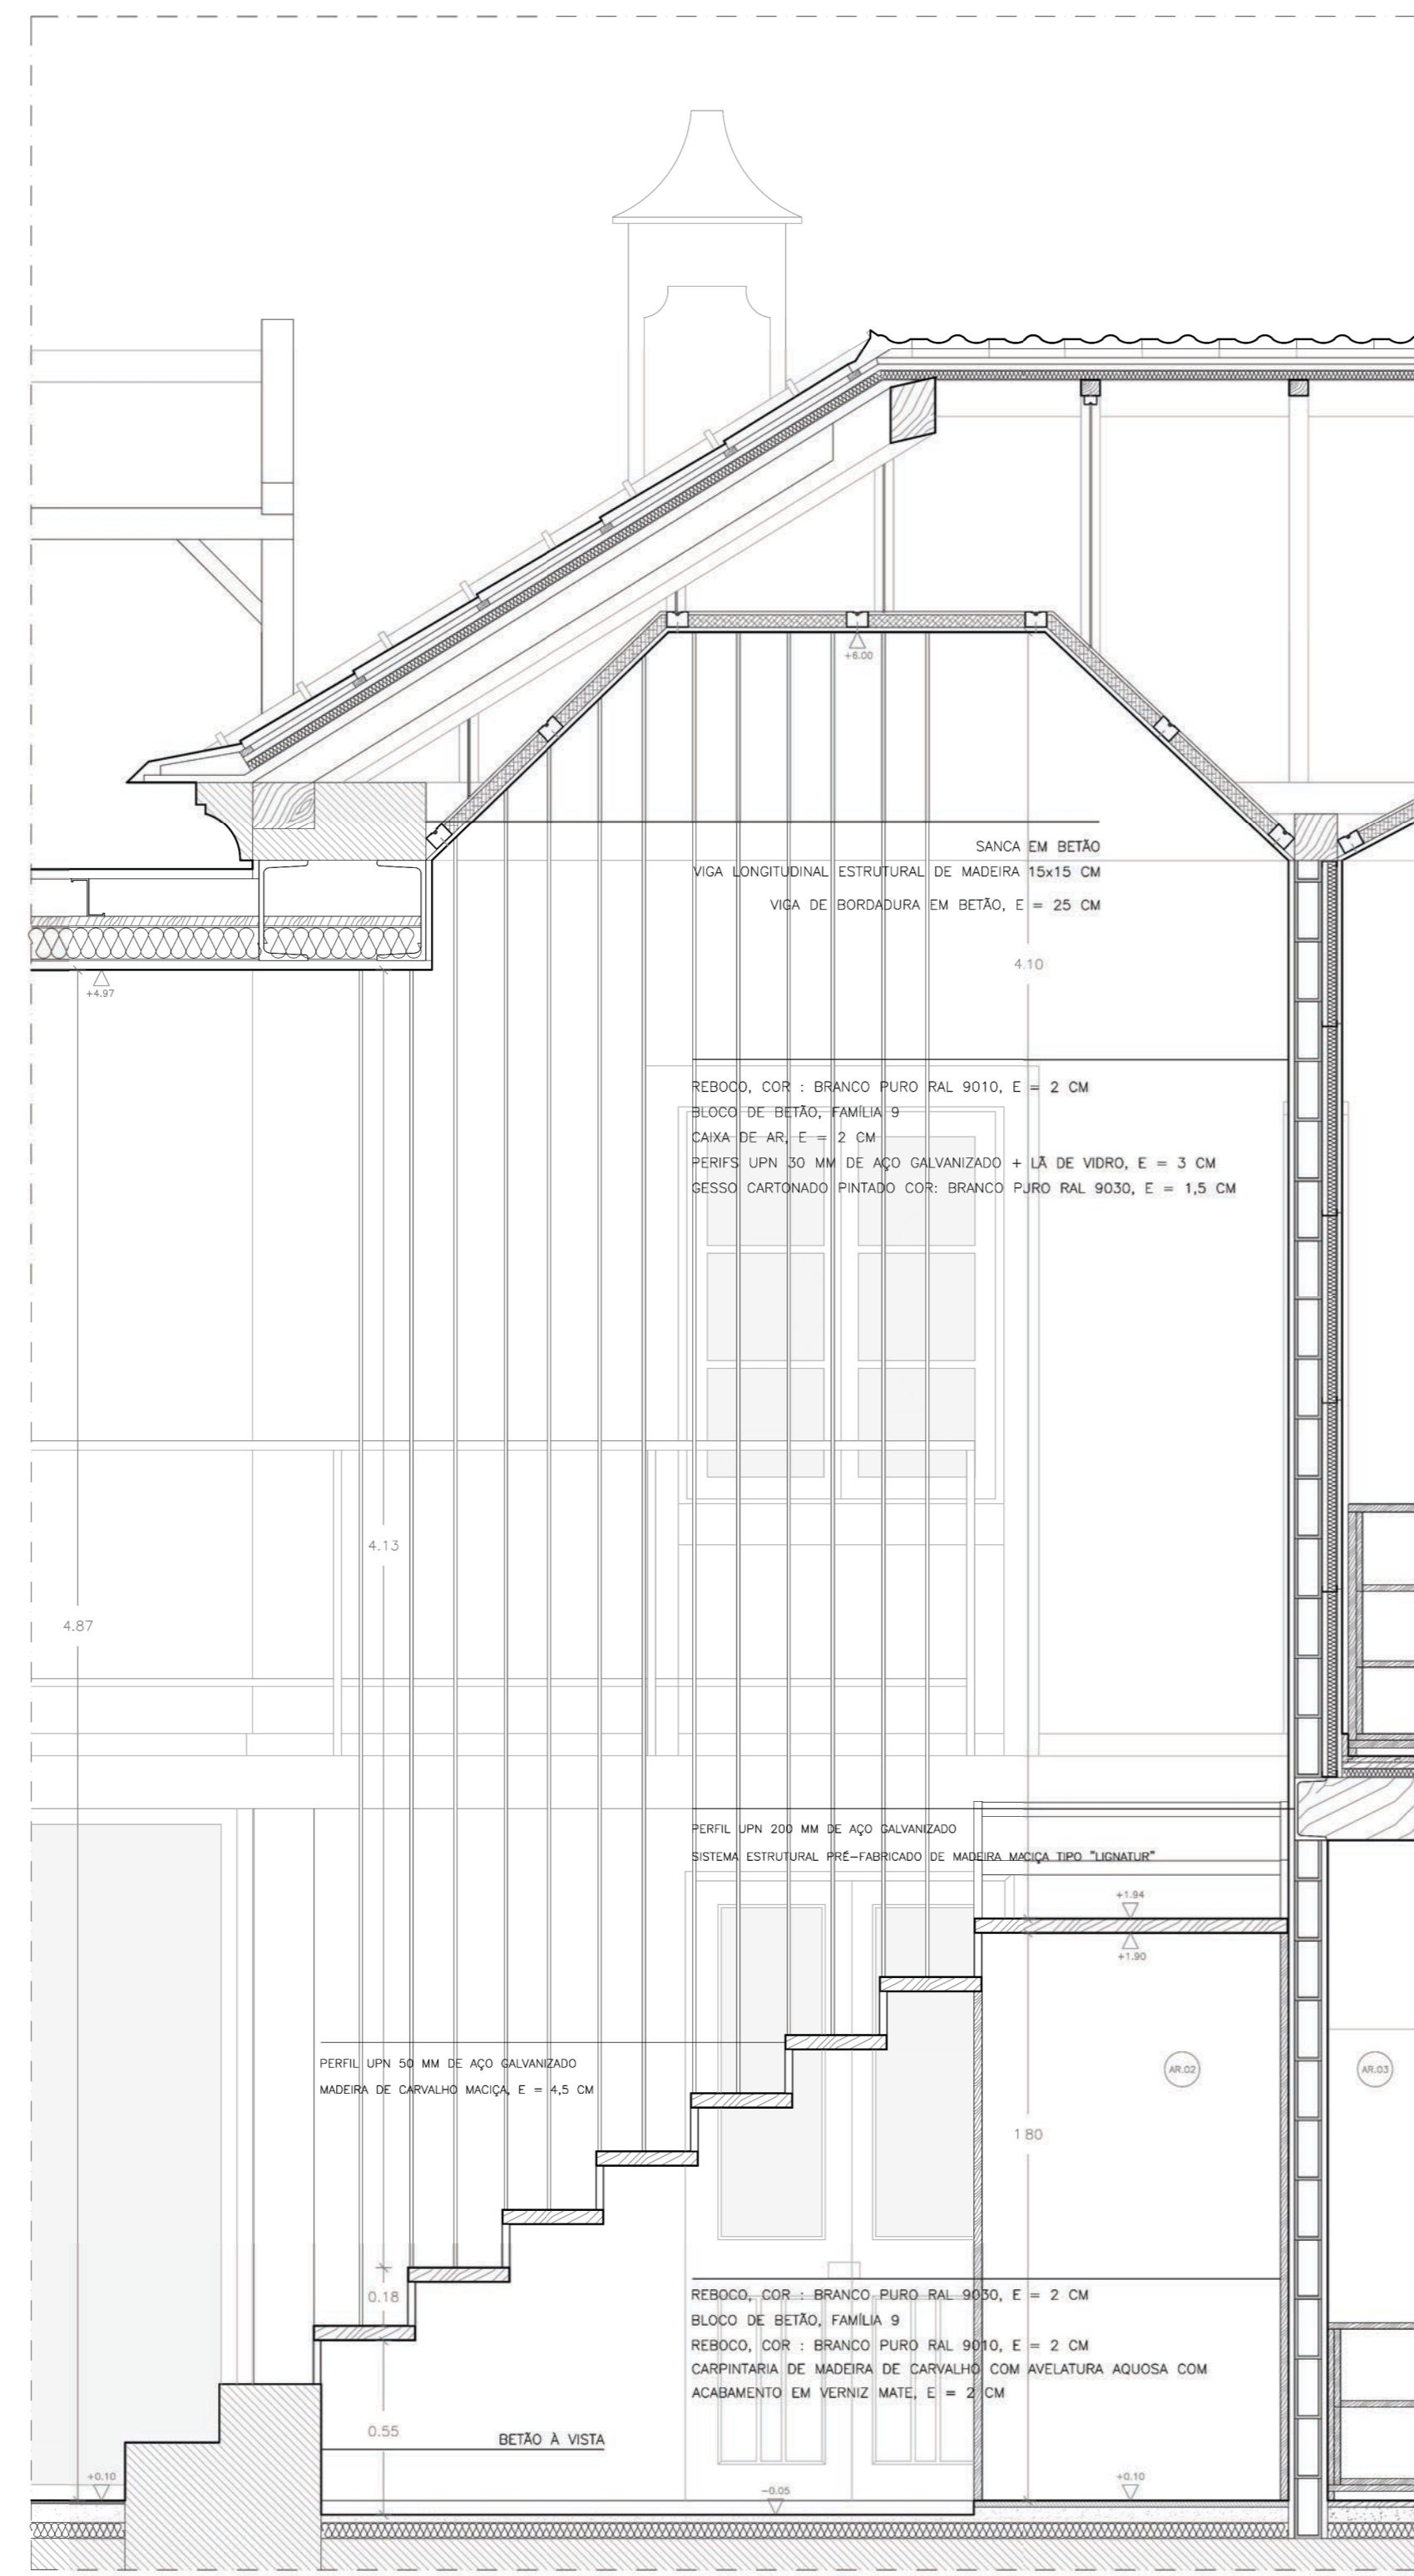 +6.00
SANCA EM BETÃO
VIGA LONGITUDINAL ESTRUTURAL DE MADEIRA 15x15 CM
VIGA DE BORDADURA EM BETÃO, E = 25 CM
4.10
+4.97
REBOCO, COR : BRANCO PURO RAL 9010, E = 2 CM
BLOCO DE BETÃO, FAMÍLIA 9
CAIXA DE AR, E = 2 CM
PERIFS UPN 30 MM DE AÇO GALVANIZADO + LÃ DE VIDRO, E = 3 CM
GESSO CARTONADO PINTADO COR: BRANCO PURO RAL 9030, E = 1,5 CM
4.13
4.87
PERFIL UPN 200 MM DE AÇO GALVANIZADO
SISTEMA ESTRUTURAL PRÉ-FABRICADO DE MADEIRA MACIÇA TIPO "LIGNATUR"
+1.94
+1.90
PERFIL UPN 50 MM DE AÇO GALVANIZADO
MADEIRA DE CARVALHO MACIÇA, E = 4,5 CM
AR.02
AR.03
1.80
0.18
REBOCO, COR : BRANCO PURO RAL 9030, E = 2 CM
BLOCO DE BETÃO, FAMÍLIA 9
REBOCO, COR : BRANCO PURO RAL 9010, E = 2 CM
CARPINTARIA DE MADEIRA DE CARVALHO COM AVELATURA AQUOSA COM
ACABAMENTO EM VERNIZ MATE, E = 2 CM
0.55
BETÃO À VISTA
+0.10
-0.05
+0.10